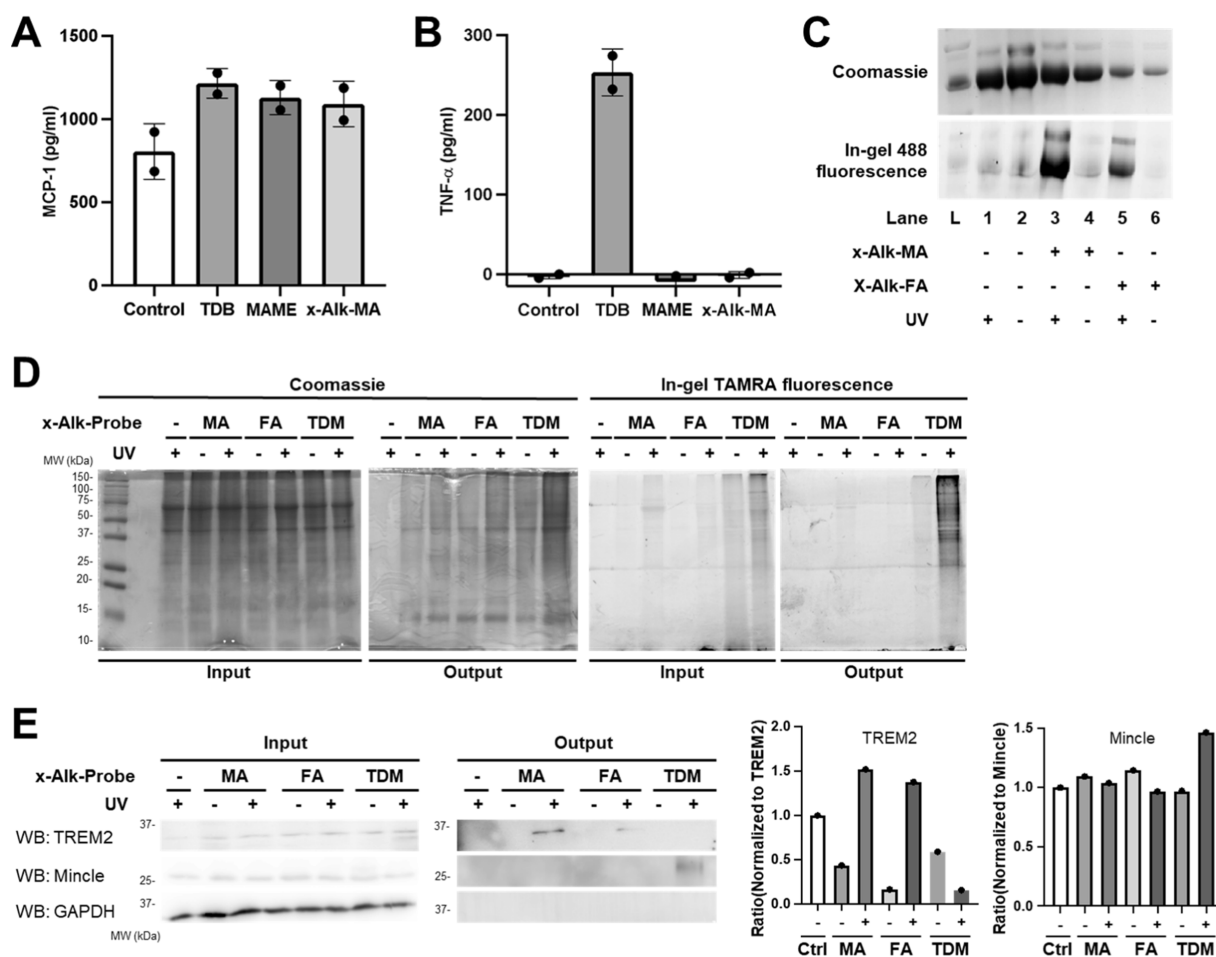 A
MCP-1 (pg/ml)
1500
1000
500
0
Control TDB MAME x-Alk-MA
B
TNF-α (pg/ml)
300
200
100
0
Control TDB MAME x-Alk-MA
C
Coomassie
In-gel 488
fluorescence
Lane L 1 2 3 4 5 6
x-Alk-MA - - + + - -
X-Alk-FA - - - - + +
UV + - + - + -
D
Coomassie In-gel TAMRA fluorescence
x-Alk-Probe - MA FA TDM - MA FA TDM - MA FA TDM - MA FA TDM
UV + - + - + - + + - + - + - + + - + - + - + + - + - + - +
MW (kDa)
150-
100-
75-
50-
37-
25-
20-
15-
10-
Input Output Input Output
E
Input Output
x-Alk-Probe - MA FA TDM - MA FA TDM
UV + - + - + - + + - + - + - +
WB: TREM2 37- 37-
WB: Mincle 25- 25-
WB: GAPDH 37- 37-
MW (kDa)
Ratio(Normalized to TREM2)
TREM2
2.0
1.5
1.0
0.5
0.0
- + - + - +
Ctrl MA FA TDM
Ratio(Normalized to Mincle)
Mincle
1.5
1.0
0.5
0.0
- + - + - +
Ctrl MA FA TDM